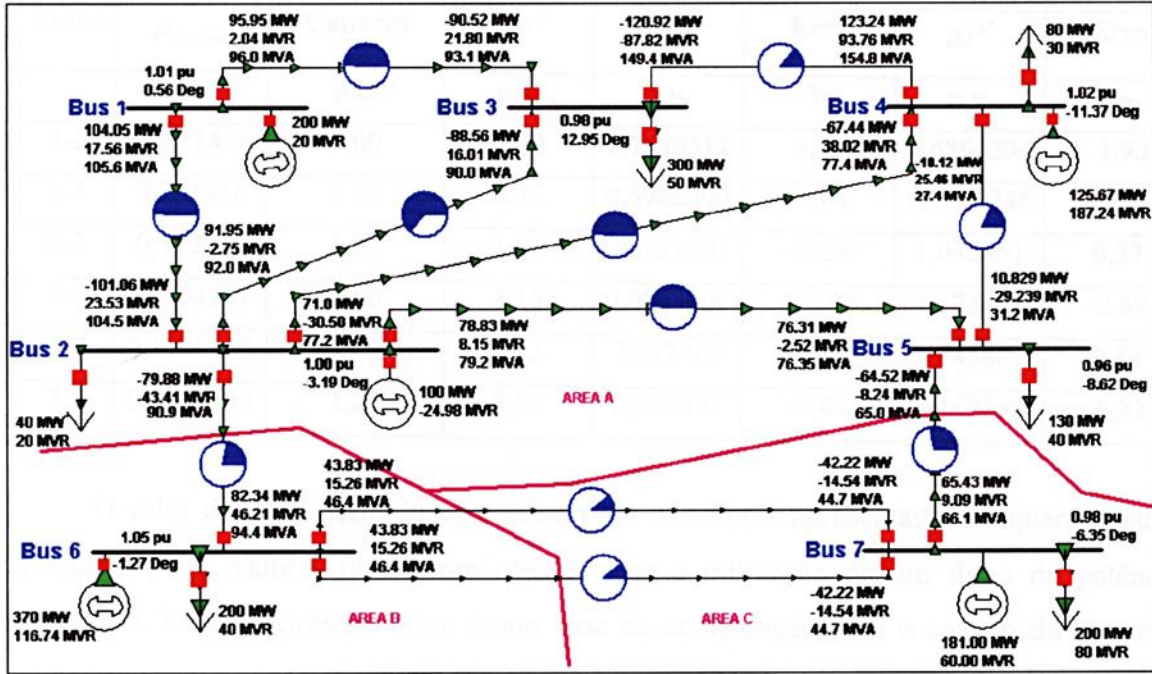 95.95 MW
2.04 MVR
96.0 MVA
-90.52 MW
21.80 MVR
93.1 MVA
-120.92 MW
-87.82 MVR
149.4 MVA
123.24 MW
93.76 MVR
154.8 MVA
80 MW
30 MVR
1.01 pu
0.56 Deg
Bus 1
Bus 3
Bus 4
1.02 pu
-11.37 Deg
104.05 MW
17.56 MVR
105.6 MVA
200 MW
20 MVR
-88.56 MW
16.01 MVR
90.0 MVA
0.98 pu
12.95 Deg
300 MW
50 MVR
-67.44 MW
38.02 MVR
77.4 MVA
-10.12 MW
25.46 MVR
27.4 MVA
125.67 MW
187.24 MVR
91.95 MW
-2.75 MVR
92.0 MVA
-101.06 MW
23.53 MVR
104.5 MVA
71.0 MW
-30.50 MVR
77.2 MVA
78.83 MW
8.15 MVR
79.2 MVA
76.31 MW
-2.52 MVR
76.35 MVA
10.829 MW
-29.239 MVR
31.2 MVA
Bus 2
1.00 pu
-3.19 Deg
Bus 5
0.96 pu
-8.62 Deg
-79.88 MW
-43.41 MVR
90.9 MVA
100 MW
-24.98 MVR
AREA A
-64.52 MW
-8.24 MVR
65.0 MVA
40 MW
20 MVR
130 MW
40 MVR
82.34 MW
46.21 MVR
94.4 MVA
43.83 MW
15.26 MVR
46.4 MVA
-42.22 MW
-14.54 MVR
44.7 MVA
65.43 MW
9.09 MVR
66.1 MVA
0.98 pu
-6.35 Deg
Bus 6
1.05 pu
-1.27 Deg
43.83 MW
15.26 MVR
46.4 MVA
Bus 7
370 MW
116.74 MVR
200 MW
40 MVR
AREA D
AREA C
-42.22 MW
-14.54 MVR
44.7 MVA
181.00 MW
60.00 MVR
200 MW
80 MVR